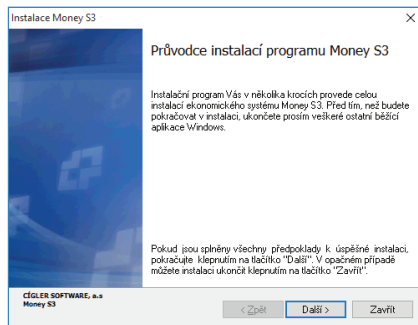 Instalace Money S3
Průvodce instalací programu Money S3
Instalační program Vás v několika krocích provede celou
instalací ekonomického systému Money S3. Před tím, než budete
pokračovat v instalaci, ukončete prosím veškeré ostatní běžící
aplikace Windows.
Pokud jsou splněny všechny předpoklady k úspěšné instalaci,
pokračujte klepnutím na tlačítko "Další". V opačném případě
můžete instalaci ukončit klepnutím na tlačítko "Zavřít".
CÍGLER SOFTWARE, a.s
Money S3
< Zpět
Další >
Zavřít